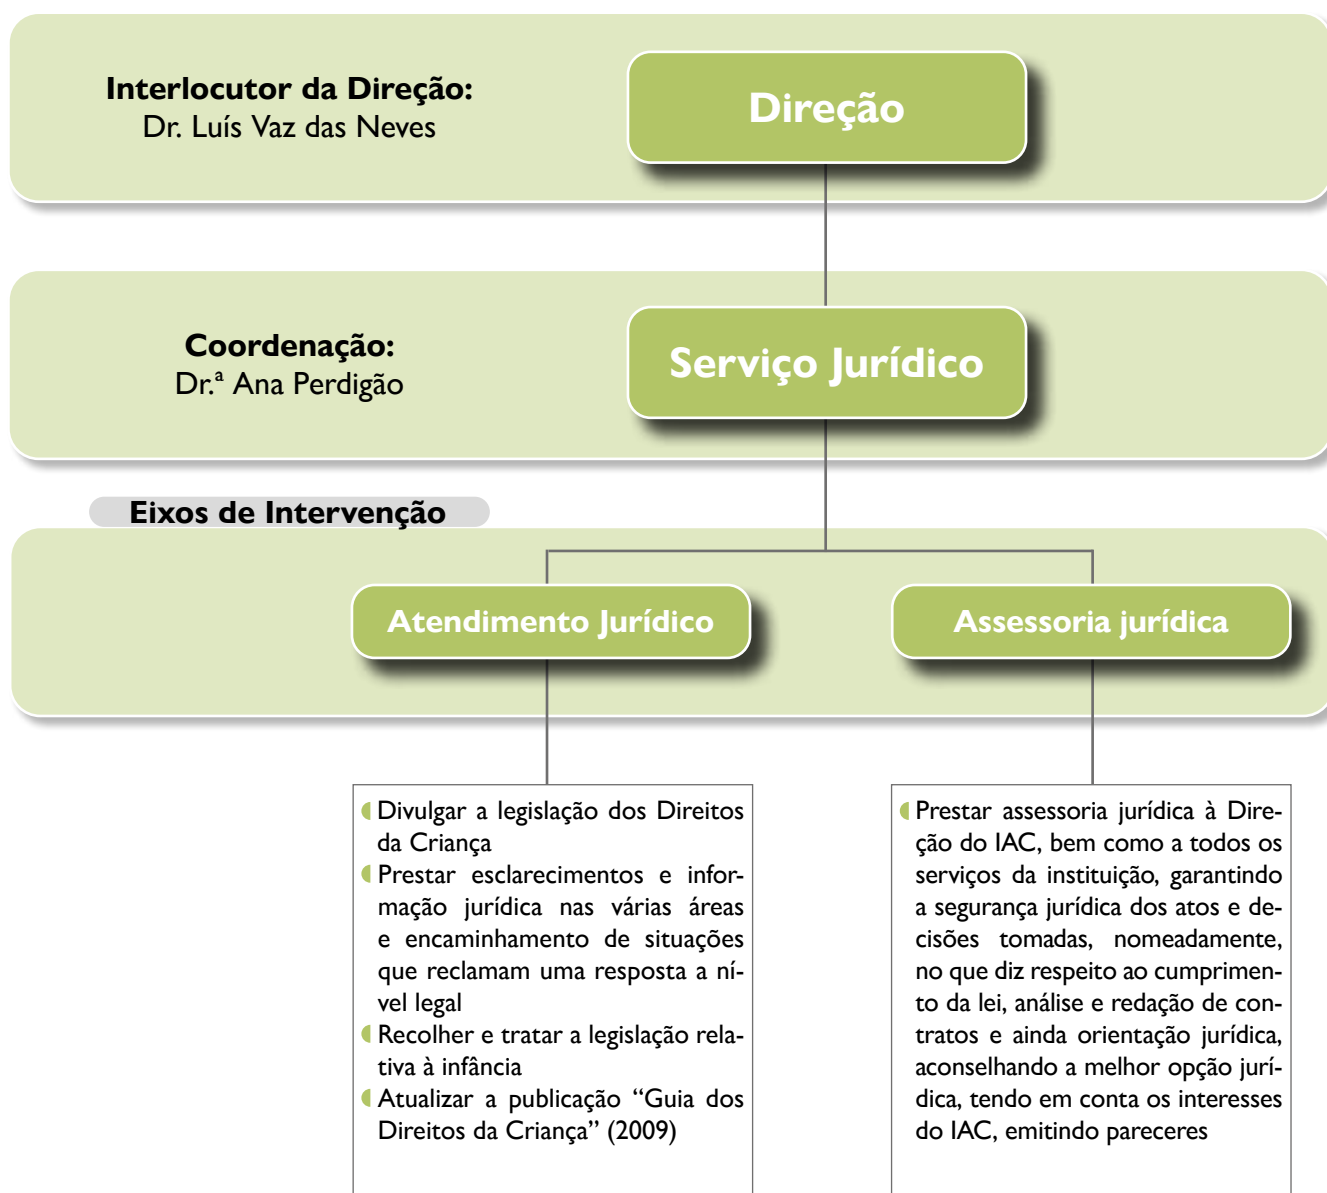 Interlocutor da Direção:
Dr. Luís Vaz das Neves
Direção
Coordenação:
Dr.ª Ana Perdigão
Serviço Jurídico
Eixos de Intervenção
Atendimento Jurídico
Assessoria jurídica
Divulgar a legislação dos Direitos
da Criança
Prestar esclarecimentos e infor-
mação jurídica nas várias áreas
e encaminhamento de situações
que reclamam uma resposta a ní-
vel legal
Recolher e tratar a legislação rela-
tiva à infância
Atualizar a publicação “Guia dos
Direitos da Criança” (2009)
Prestar assessoria jurídica à Dire-
ção do IAC, bem como a todos os
serviços da instituição, garantindo
a segurança jurídica dos atos e de-
cisões tomadas, nomeadamente,
no que diz respeito ao cumprimen-
to da lei, análise e redação de con-
tratos e ainda orientação jurídica,
aconselhando a melhor opção jurí-
dica, tendo em conta os interesses
do IAC, emitindo pareceres